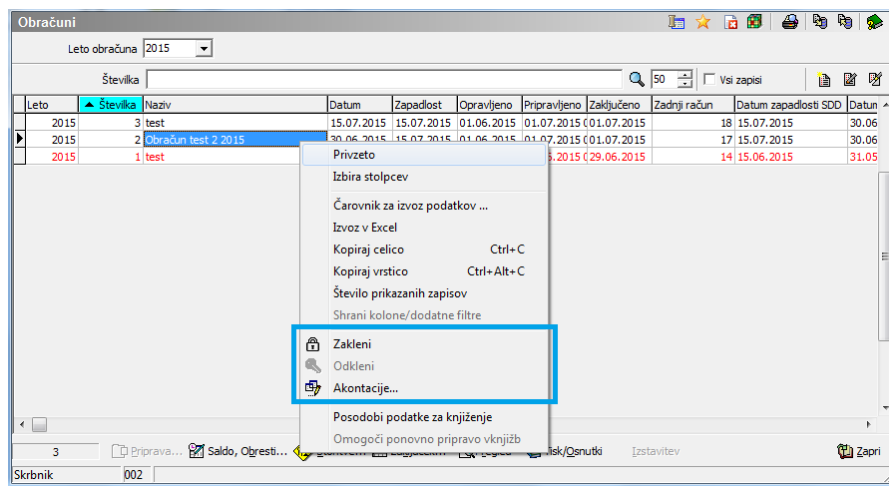 Obračuni
Leto obračuna 2015
Številka 50 Vsi zapisi
Leto Številka Naziv Datum Zapadlost Opravljeno Pripravljeno Zaključeno Zadnji račun Datum zapadlosti SDD Datun
2015 3 test 15.07.2015 15.07.2015 01.06.2015 01.07.2015 ( 01.07.2015 18 15.07.2015 30.06
2015 2 Obračun test 2 2015 30.06.2015 15.07.2015 01.06.2015 01.07.2015 01.07.2015 17 15.07.2015 30.06
2015 1 test .2015 ( 29.06.2015 14 15.06.2015 31.05
Privzeto
Izbira stolpcev
Čarovnik za izvoz podatkov ...
Izvoz v Excel
Kopiraj celico Ctrl+C
Kopiraj vrstico Ctrl+Alt+C
Število prikazanih zapisov
Shrani kolone/dodatne filtre
Zakleni
Odkleni
Akontacije...
Posodobi podatke za knjiženje
Omogoči ponovno pripravo vknjižb
3 Priprava... Saldo, Obresti... Tisk/Osnutki Izstavitev Zapri
Skrbnik 002